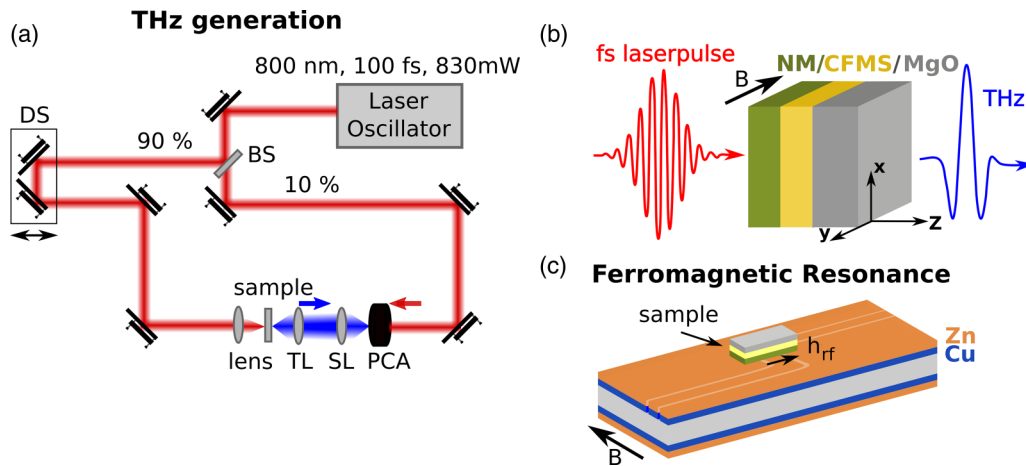 (a)
THz generation
800 nm, 100 fs, 830mW
Laser
Oscillator
DS
90 %
BS
10 %
sample
lens
TL
SL
PCA
(b)
fs laserpulse
B
NM/CFMS/MgO
THz
x
y
z
(c)
Ferromagnetic Resonance
sample
h_rf
Zn
Cu
B